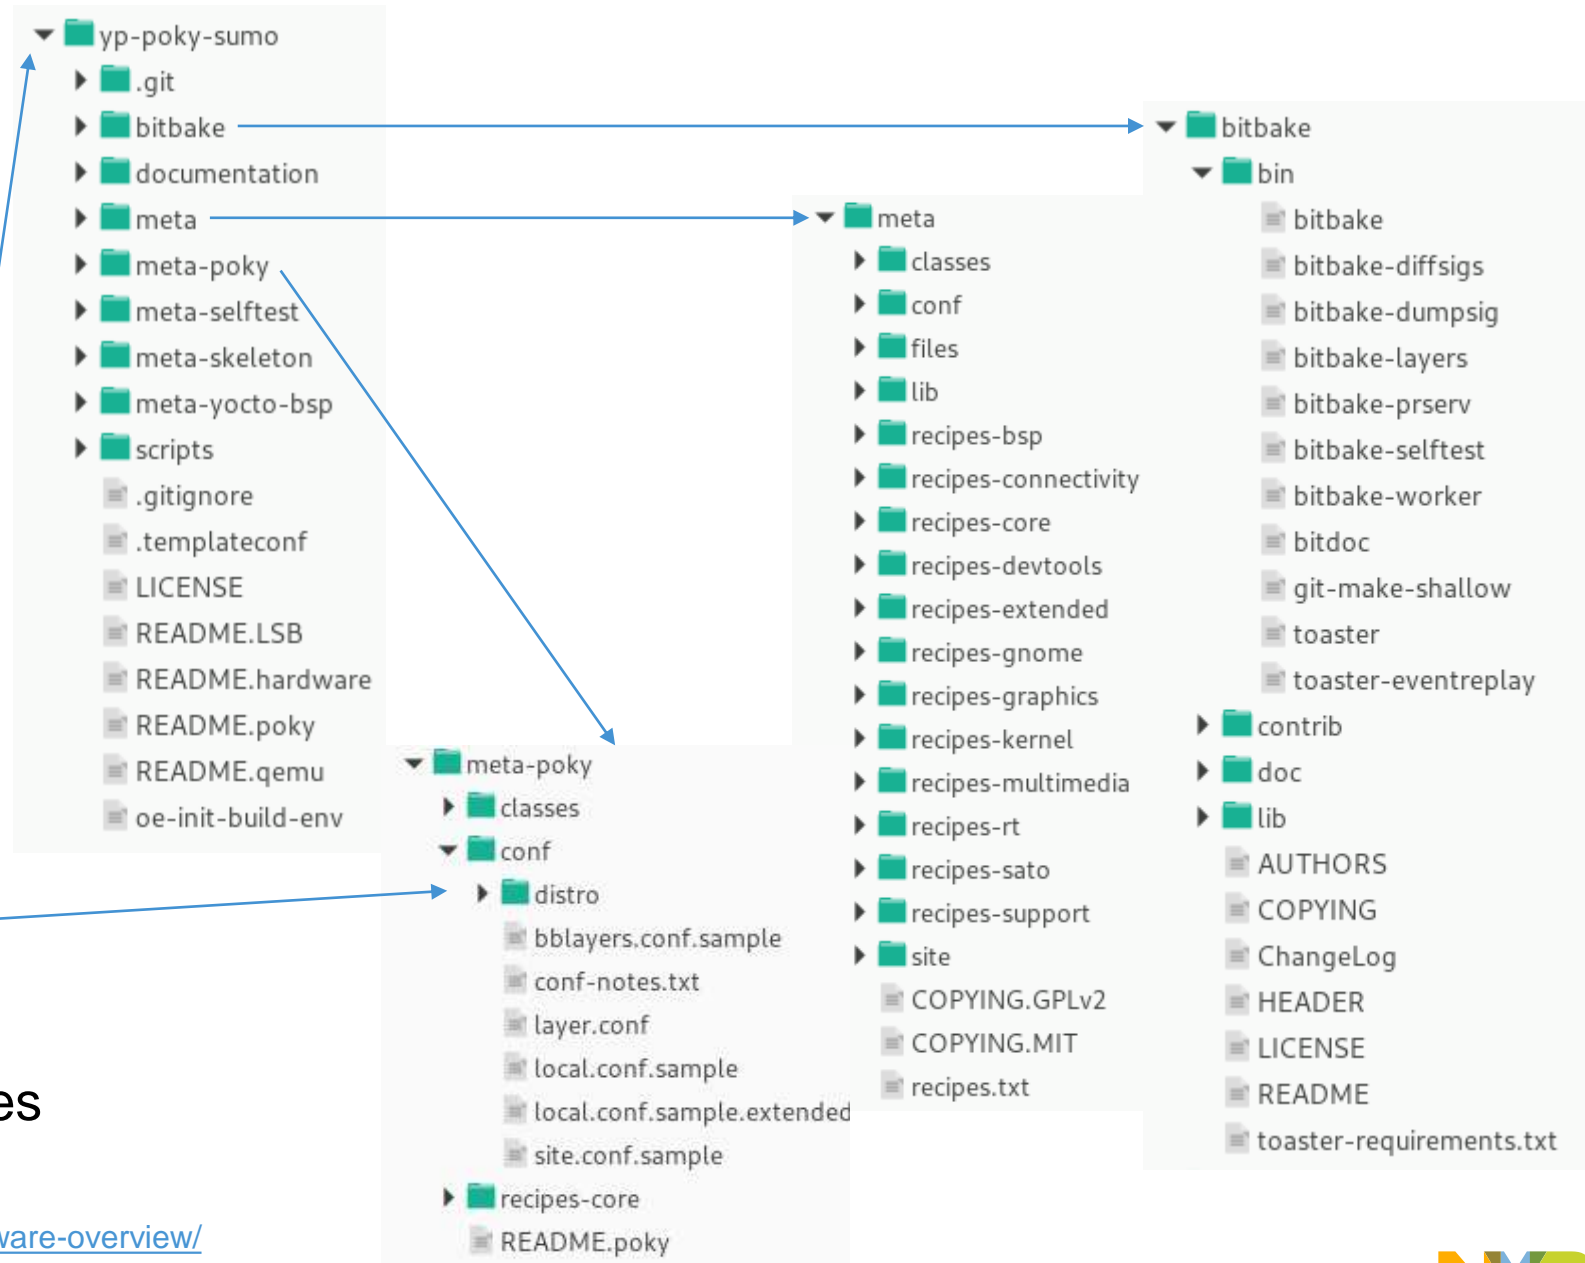 yp-poky-sumo
.git
bitbake
documentation
meta
meta-poky
meta-selftest
meta-skeleton
meta-yocto-bsp
scripts
.gitignore
.templateconf
LICENSE
README.LSB
README.hardware
README.poky
README.qemu
oe-init-build-env
es
ware-overview/
meta-poky
classes
conf
distro
bblayers.conf.sample
conf-notes.txt
layer.conf
local.conf.sample
local.conf.sample.extended
site.conf.sample
recipes-core
README.poky
meta
classes
conf
files
lib
recipes-bsp
recipes-connectivity
recipes-core
recipes-devtools
recipes-extended
recipes-gnome
recipes-graphics
recipes-kernel
recipes-multimedia
recipes-rt
recipes-sato
recipes-support
site
COPYING.GPLv2
COPYING.MIT
recipes.txt
bitbake
bin
bitbake
bitbake-diffsigs
bitbake-dumpsig
bitbake-layers
bitbake-prserv
bitbake-selftest
bitbake-worker
bitdoc
git-make-shallow
toaster
toaster-eventreplay
contrib
doc
lib
AUTHORS
COPYING
ChangeLog
HEADER
LICENSE
README
toaster-requirements.txt